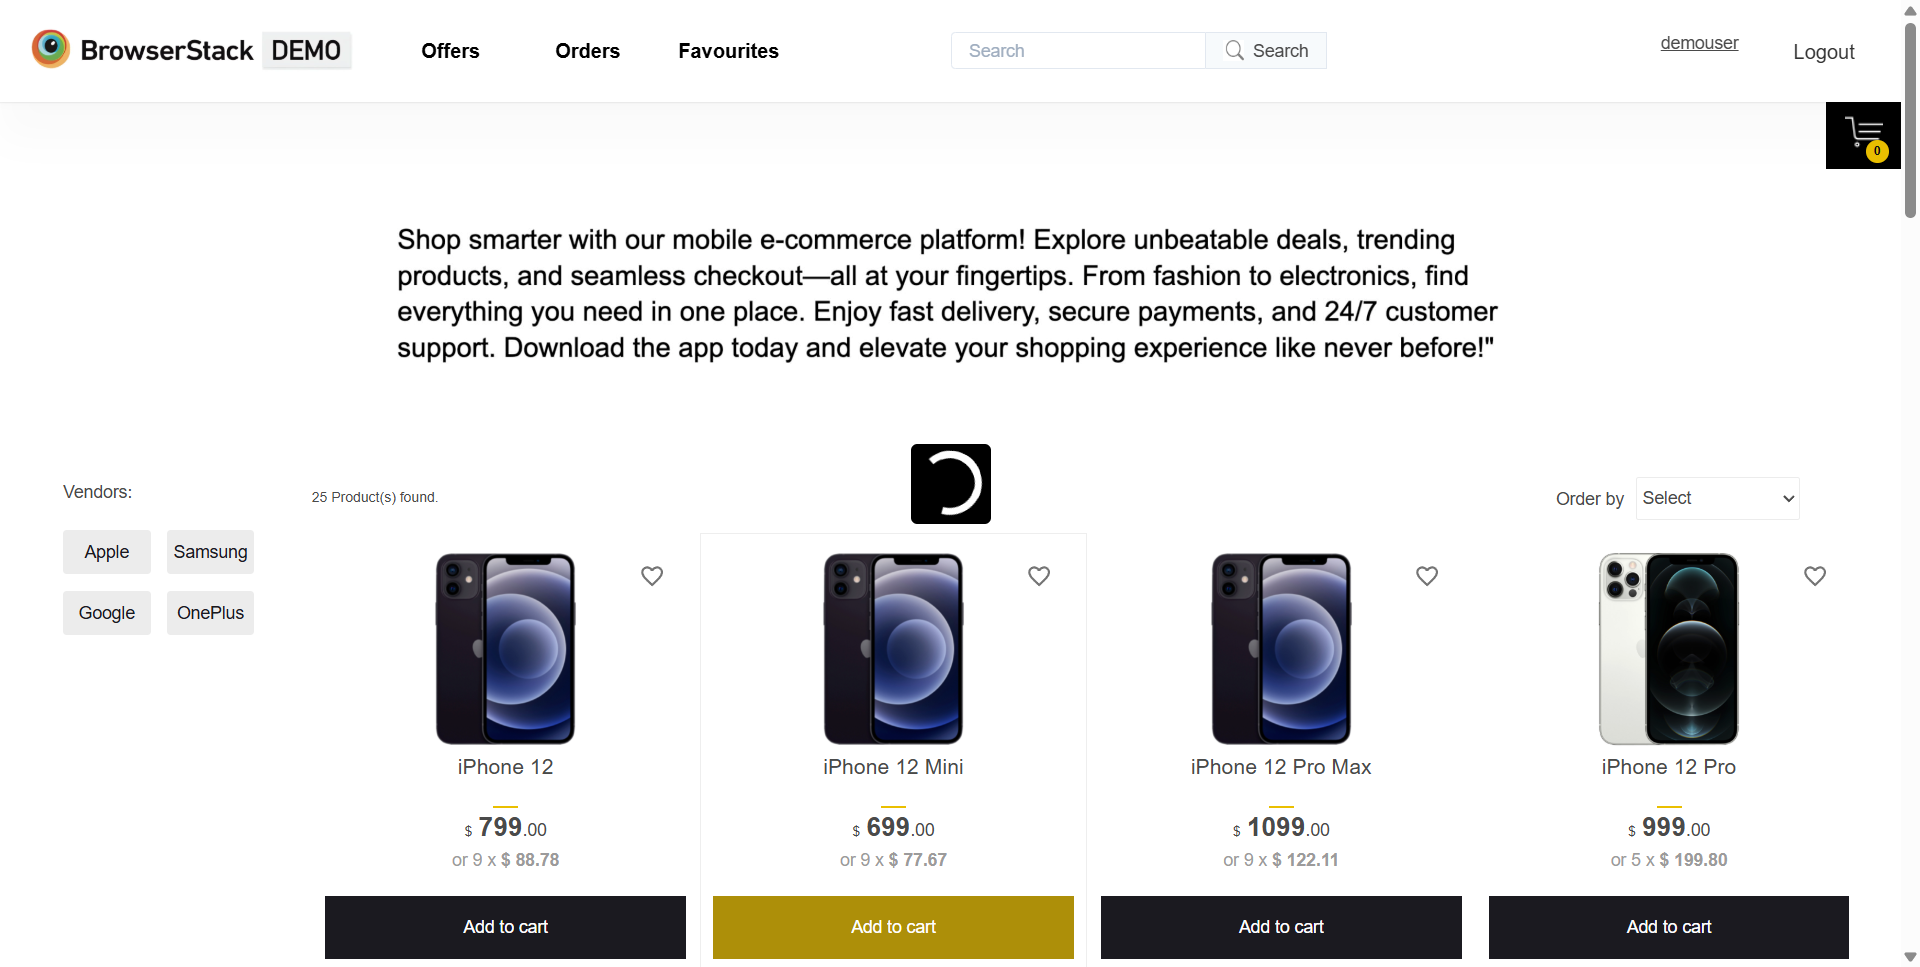 BrowserStack DEMO
Offers
Orders
Favourites
Search
Search
demouser
Logout
0
Shop smarter with our mobile e-commerce platform! Explore unbeatable deals, trending
products, and seamless checkout—all at your fingertips. From fashion to electronics, find
everything you need in one place. Enjoy fast delivery, secure payments, and 24/7 customer
support. Download the app today and elevate your shopping experience like never before!"
Vendors:
Apple
Samsung
Google
OnePlus
25 Product(s) found.
Order by
Select
iPhone 12
$ 799.00
or 9 x $ 88.78
Add to cart
iPhone 12 Mini
$ 699.00
or 9 x $ 77.67
Add to cart
iPhone 12 Pro Max
$ 1099.00
or 9 x $ 122.11
Add to cart
iPhone 12 Pro
$ 999.00
or 5 x $ 199.80
Add to cart